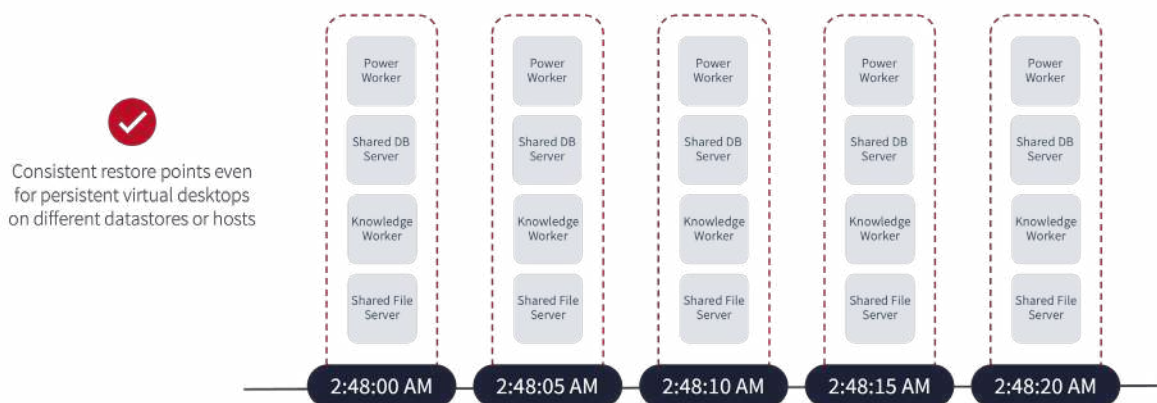 Consistent restore points even
for persistent virtual desktops
on different datastores or hosts
Power
Worker
Shared DB
Server
Knowledge
Worker
Shared File
Server
2:48:00 AM
Power
Worker
Shared DB
Server
Knowledge
Worker
Shared File
Server
2:48:05 AM
Power
Worker
Shared DB
Server
Knowledge
Worker
Shared File
Server
2:48:10 AM
Power
Worker
Shared DB
Server
Knowledge
Worker
Shared File
Server
2:48:15 AM
Power
Worker
Shared DB
Server
Knowledge
Worker
Shared File
Server
2:48:20 AM